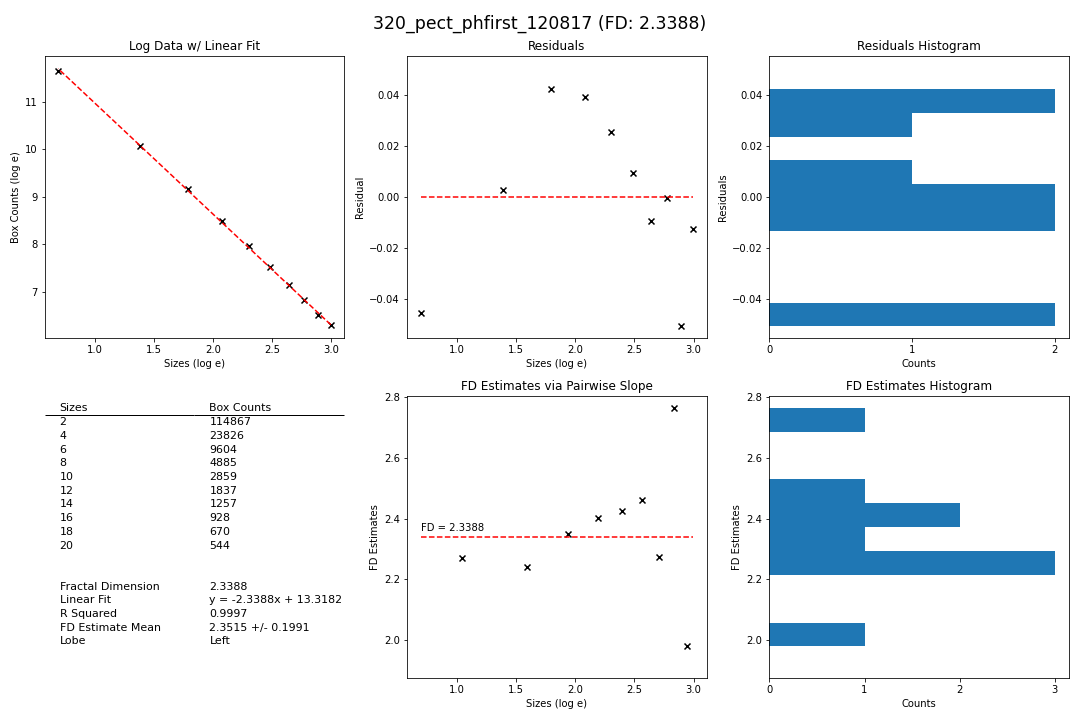 320_pect_phfirst_120817 (FD: 2.3388)
Log Data w/ Linear Fit
Box Counts (log e)
11
10
9
8
7
1.0 1.5 2.0 2.5 3.0
Sizes (log e)
Residuals
Residual
0.04
0.02
0.00
−0.02
−0.04
1.0 1.5 2.0 2.5 3.0
Sizes (log e)
Residuals Histogram
Residuals
0.04
0.02
0.00
−0.02
−0.04
0 1 2
Counts
Sizes Box Counts
2 114867
4 23826
6 9604
8 4885
10 2859
12 1837
14 1257
16 928
18 670
20 544
Fractal Dimension 2.3388
Linear Fit y = -2.3388x + 13.3182
R Squared 0.9997
FD Estimate Mean 2.3515 +/- 0.1991
Lobe Left
FD Estimates via Pairwise Slope
FD Estimates
2.8
2.6
2.4
2.2
2.0
FD = 2.3388
1.0 1.5 2.0 2.5 3.0
Sizes (log e)
FD Estimates Histogram
FD Estimates
2.8
2.6
2.4
2.2
2.0
0 1 2 3
Counts